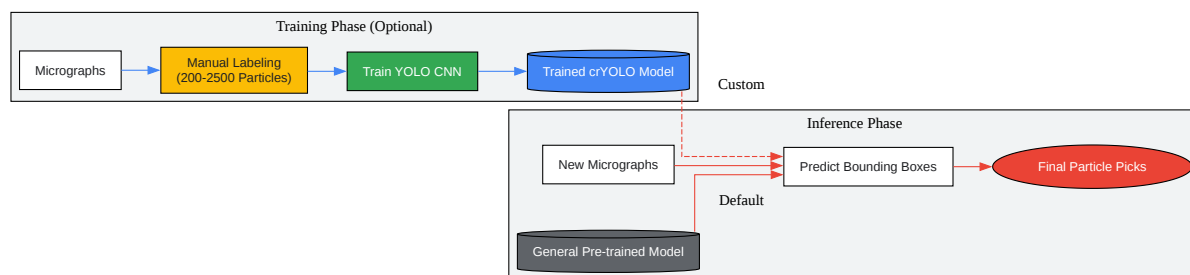 Training Phase (Optional)
Micrographs
Manual Labeling
(200-2500 Particles)
Train YOLO CNN
Trained crYOLO Model
Custom
Inference Phase
New Micrographs
Predict Bounding Boxes
Final Particle Picks
Default
General Pre-trained Model